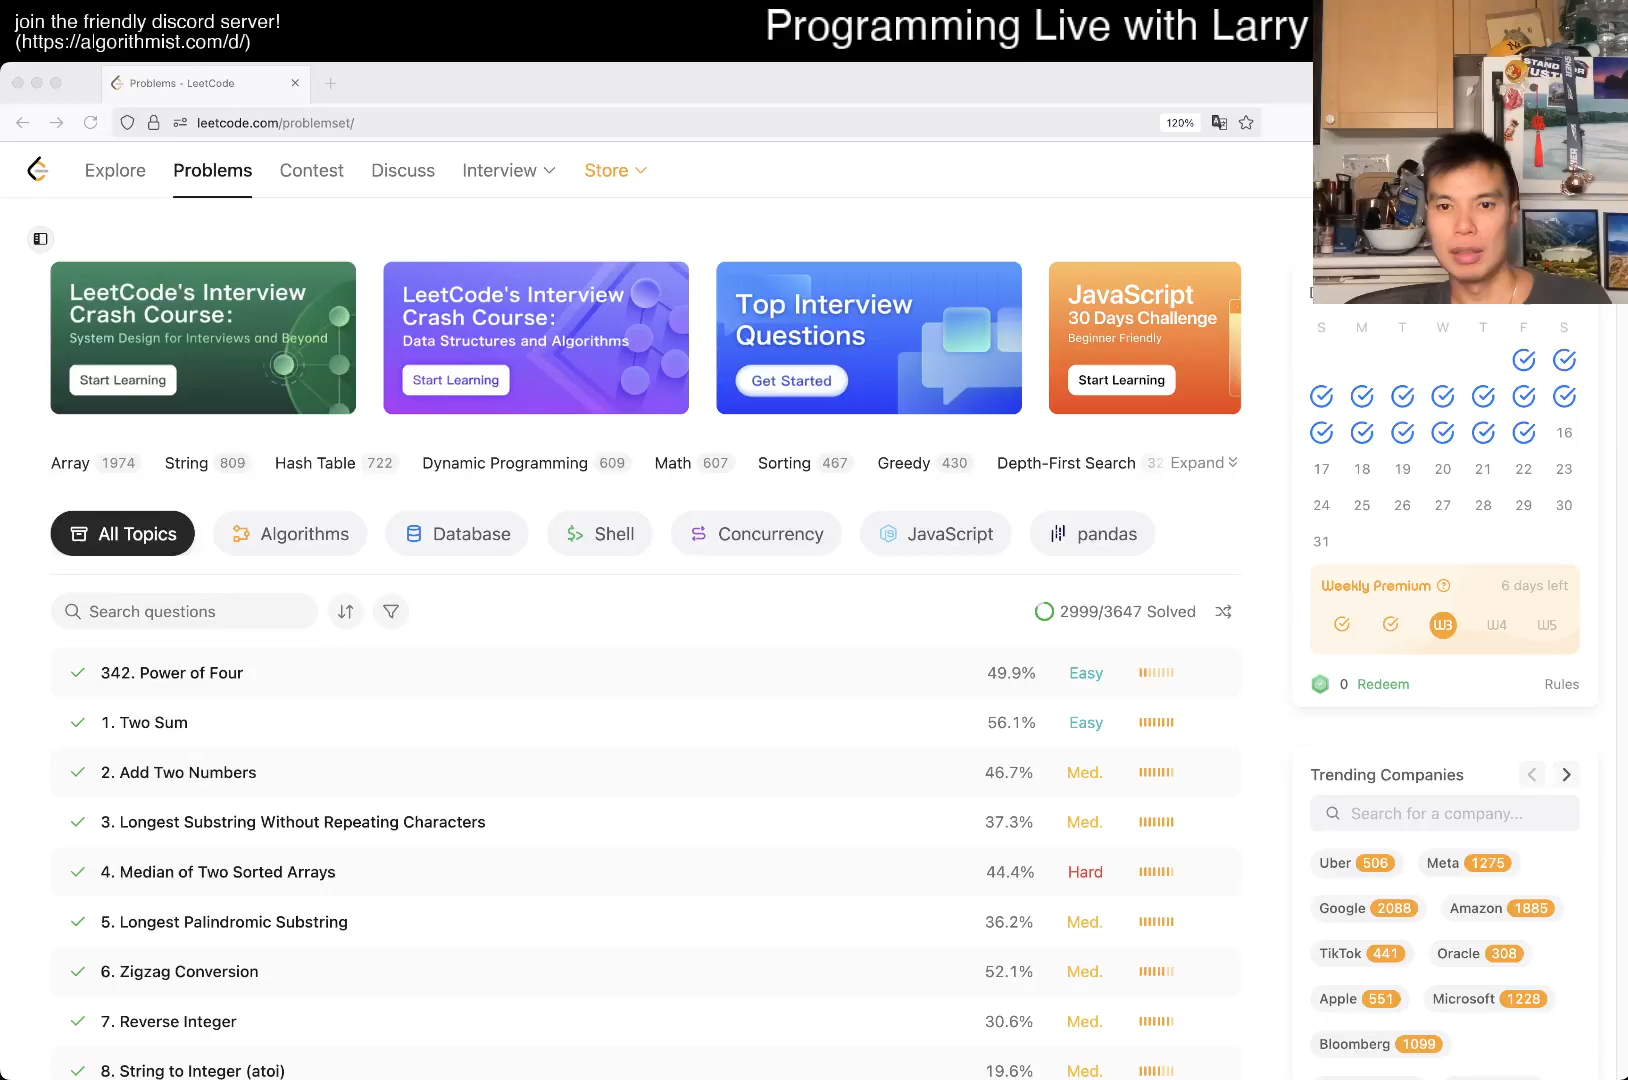 join the friendly discord server!
(https://algorithmist.com/d/)
Programming Live with Larry
Problems - LeetCode
leetcode.com/problemset/
120%
Explore Problems Contest Discuss Interview Store
LeetCode's Interview
Crash Course:
System Design for Interviews and Beyond
Start Learning
LeetCode's Interview
Crash Course:
Data Structures and Algorithms
Start Learning
Top Interview
Questions
Get Started
JavaScript
30 Days Challenge
Beginner Friendly
Start Learning
Array 1974 String 809 Hash Table 722 Dynamic Programming 609 Math 607 Sorting 467 Greedy 430 Depth-First Search 32 Expand
All Topics Algorithms Database Shell Concurrency JavaScript pandas
Search questions
2999/3647 Solved
342. Power of Four 49.9% Easy
1. Two Sum 56.1% Easy
2. Add Two Numbers 46.7% Med.
3. Longest Substring Without Repeating Characters 37.3% Med.
4. Median of Two Sorted Arrays 44.4% Hard
5. Longest Palindromic Substring 36.2% Med.
6. Zigzag Conversion 52.1% Med.
7. Reverse Integer 30.6% Med.
8. String to Integer (atoi) 19.6% Med.
STAND
S M T W T F S
16
17 18 19 20 21 22 23
24 25 26 27 28 29 30
31
Weekly Premium 6 days left
W3 W4 W5
0 Redeem Rules
Trending Companies
Search for a company...
Uber 506 Meta 1275
Google 2088 Amazon 1885
TikTok 441 Oracle 308
Apple 551 Microsoft 1228
Bloomberg 1099